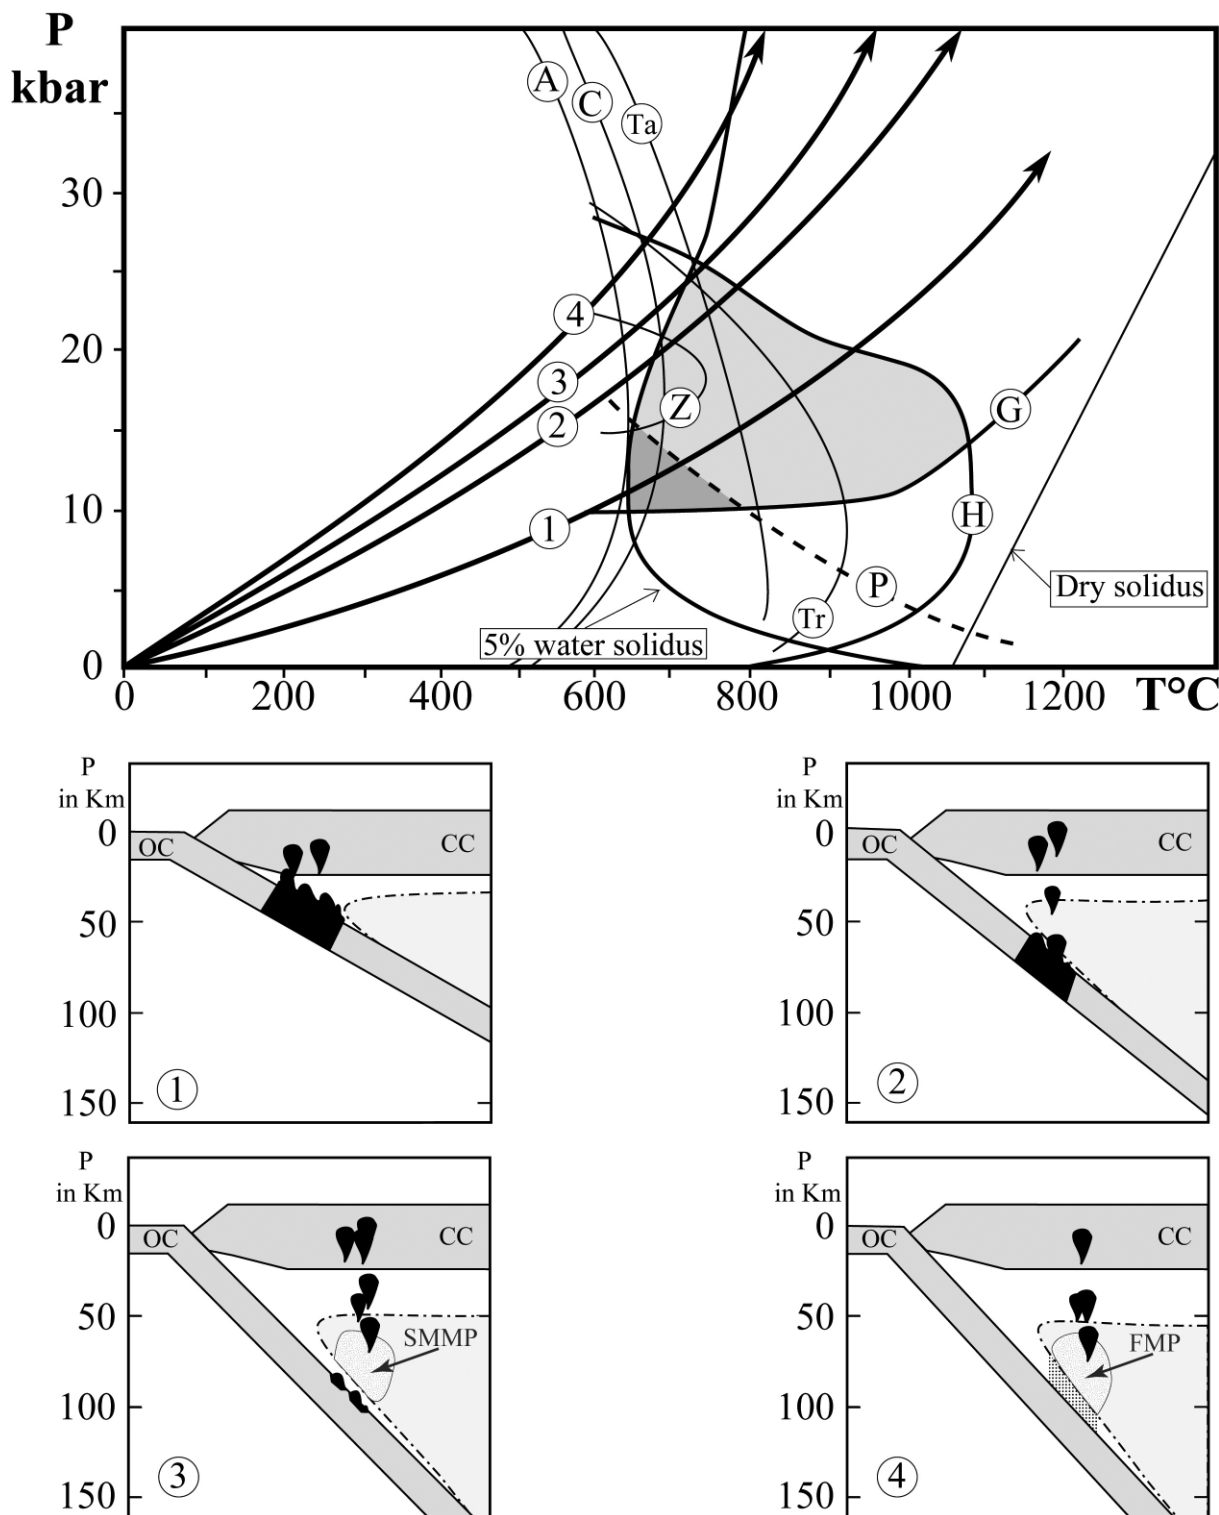 P
kbar
A
C
Ta
30
4
20
3
2
Z
G
10
1
H
P
Dry solidus
Tr
5% water solidus
0
0 200 400 600 800 1000 1200 T°C
P
in Km
0
OC
CC
50
100
150
1
P
in Km
0
OC
CC
50
100
150
2
P
in Km
0
OC
CC
50
SMMP
100
150
3
P
in Km
0
OC
CC
50
FMP
100
150
4